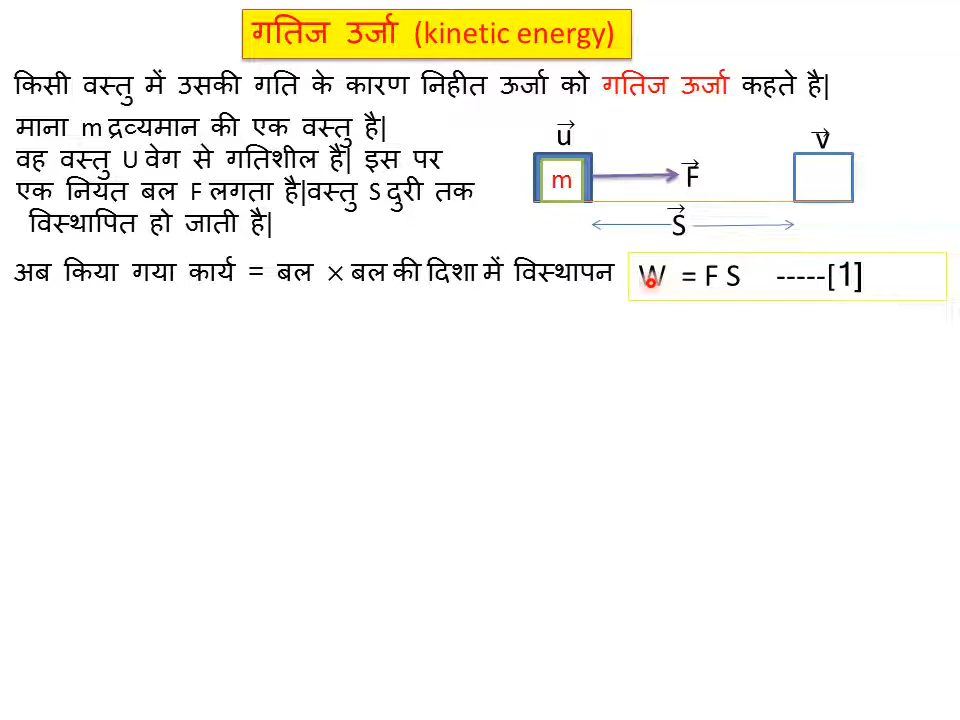 गतिज उर्जा (kinetic energy)
किसी वस्तु में उसकी गति के कारण निहीत ऊर्जा को गतिज ऊर्जा कहते है|
माना m द्रव्यमान की एक वस्तु है|
वह वस्तु U वेग से गतिशील है| इस पर
एक नियत बल F लगता है|वस्तु S दुरी तक
विस्थापित हो जाती है|
u
v
m
F
S
अब किया गया कार्य = बल × बल की दिशा में विस्थापन
W = F S -----[1]